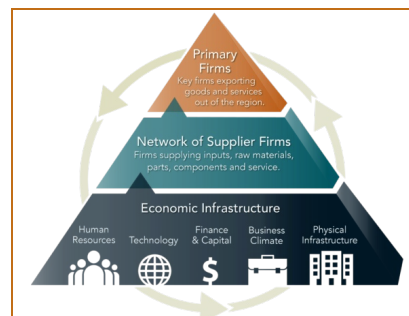 Primary
Firms
Key firms exporting
goods and services
out of the region.
Network of Supplier Firms
Firms supplying inputs, raw materials,
parts, components and service.
Economic Infrastructure
Human
Resources
Technology
Finance
& Capital
Business
Climate
Physical
Infrastructure
$